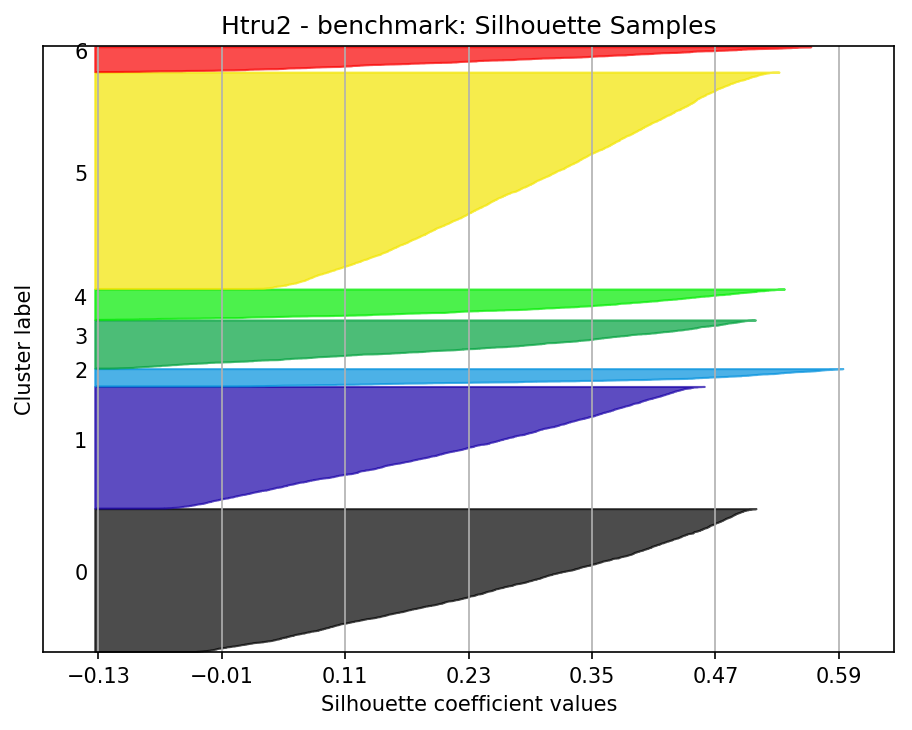 Htru2 - benchmark: Silhouette Samples
6
5
4
3
2
1
0
Cluster label
−0.13 −0.01 0.11 0.23 0.35 0.47 0.59
Silhouette coefficient values